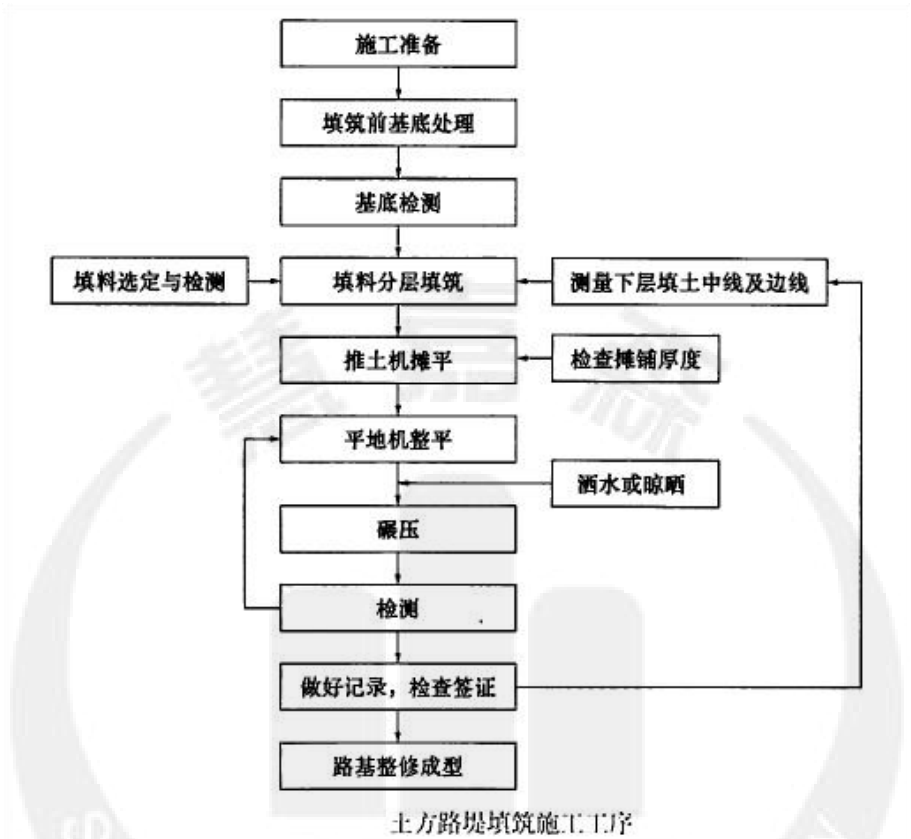 施工准备
填筑前基底处理
基底检测
填料选定与检测
填料分层填筑
测量下层填土中线及边线
推土机摊平
检查摊铺厚度
平地机整平
洒水或晾晒
碾压
检测
做好记录，检查签证
路基整修成型
土方路堤填筑施工工序